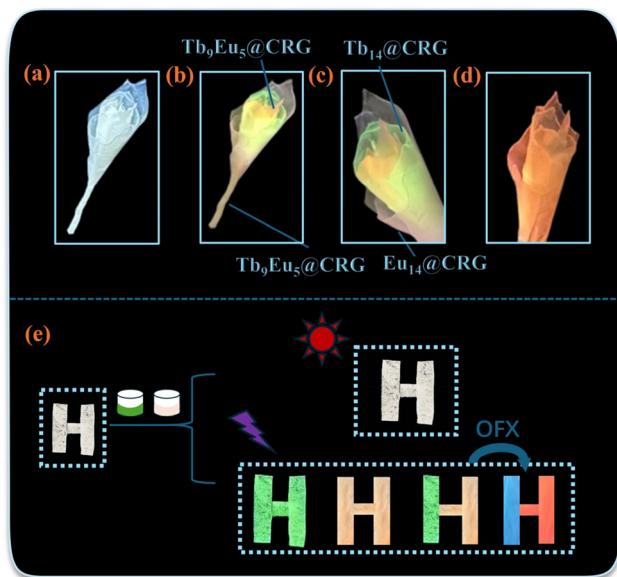 Tb₉Eu₅@CRG
Tb₁₄@CRG
(a)
(b)
(c)
(d)
Tb₉Eu₅@CRG
Eu₁₄@CRG
(e)
OFX
H
H
H H H H